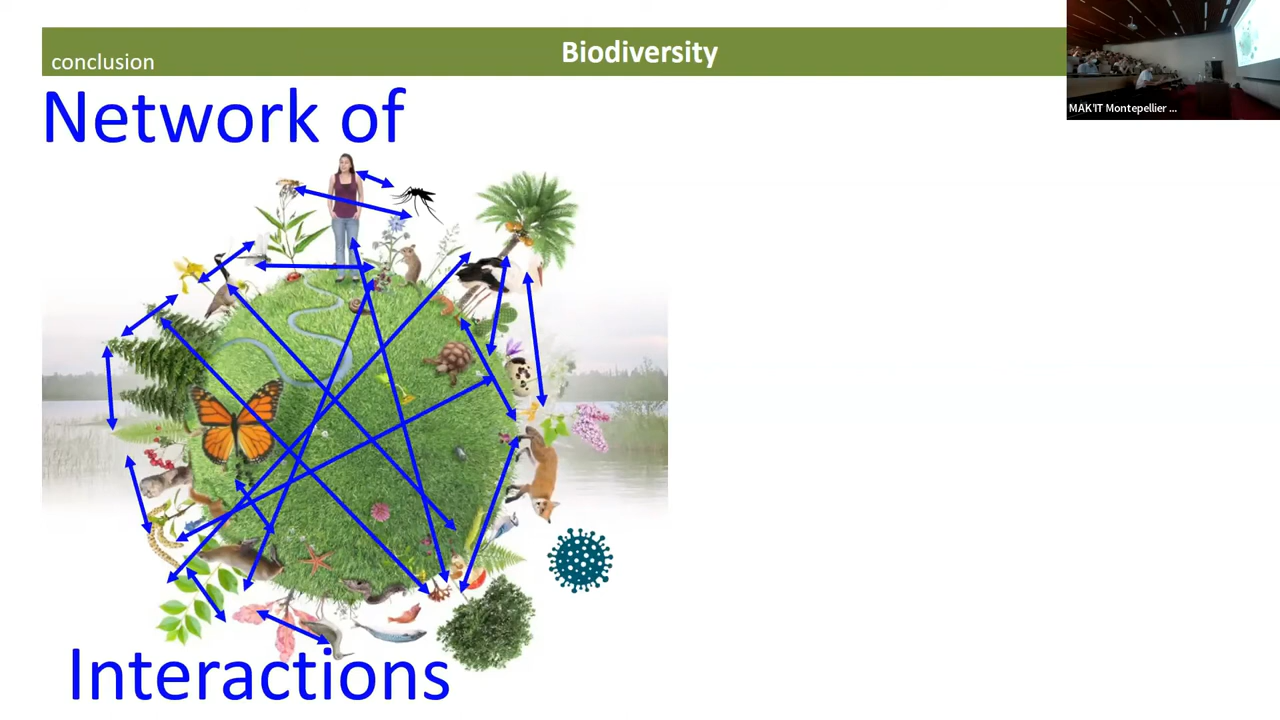 conclusion
Biodiversity
MAK'IT Montepellier ...
Network of
Interactions